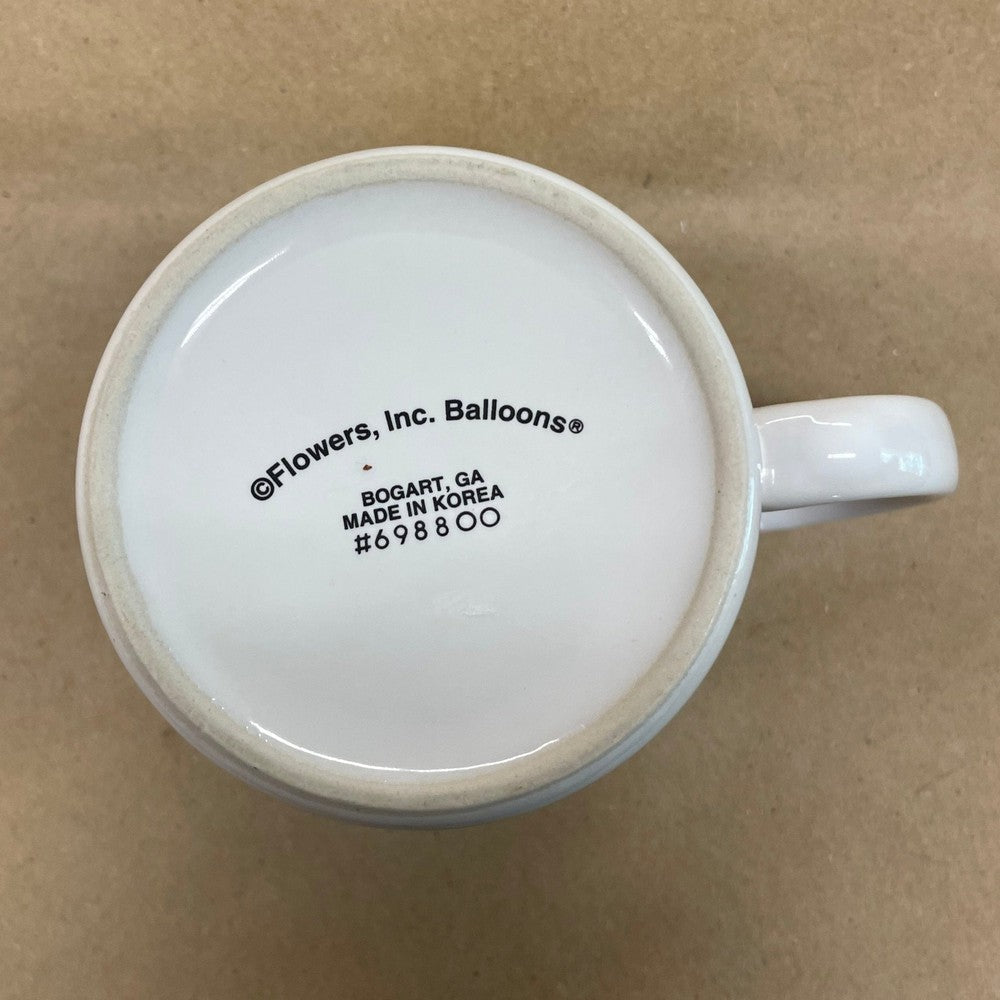 ©Flowers, Inc. Balloons®
BOGART, GA
MADE IN KOREA
#698800